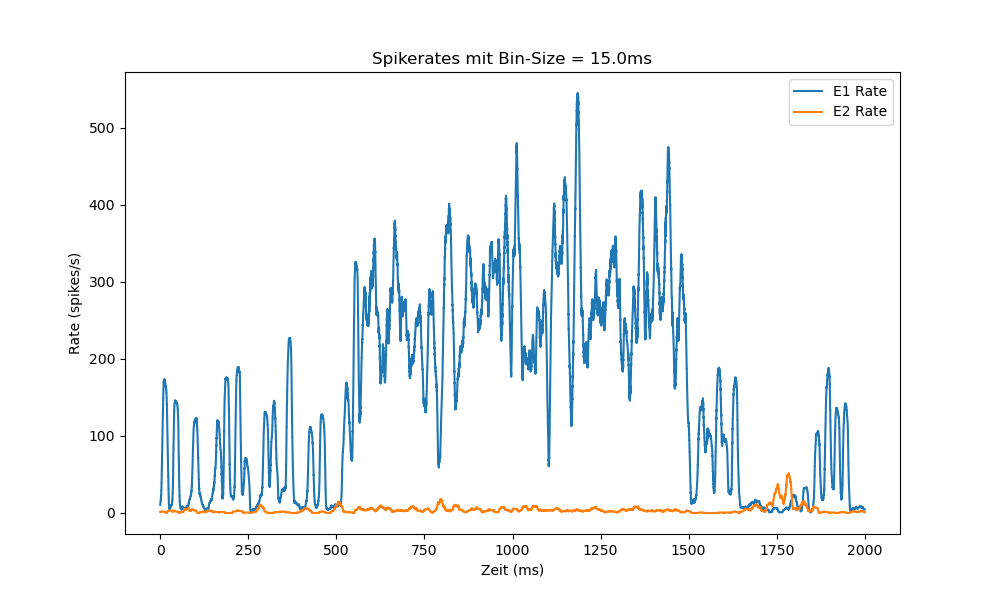 Spikerates mit Bin-Size = 15.0ms
E1 Rate
E2 Rate
Rate (spikes/s)
500
400
300
200
100
0
0 250 500 750 1000 1250 1500 1750 2000
Zeit (ms)